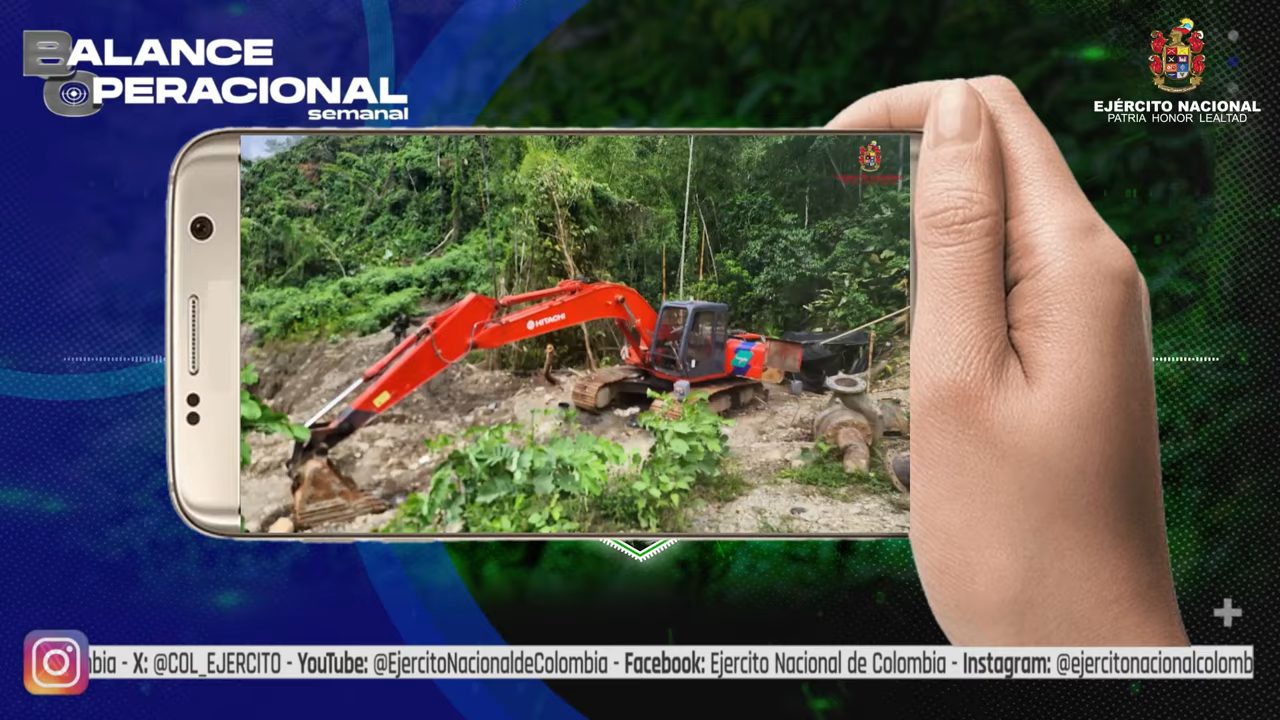 BALANCE
OPERACIONAL
semanal
EJÉRCITO NACIONAL
PATRIA HONOR LEALTAD
HITACHI
bia - X: @COL_EJERCITO - YouTube: @EjercitoNacionaldeColombia - Facebook: Ejercito Nacional de Colombia - Instagram: @ejercitonacionalcolomb